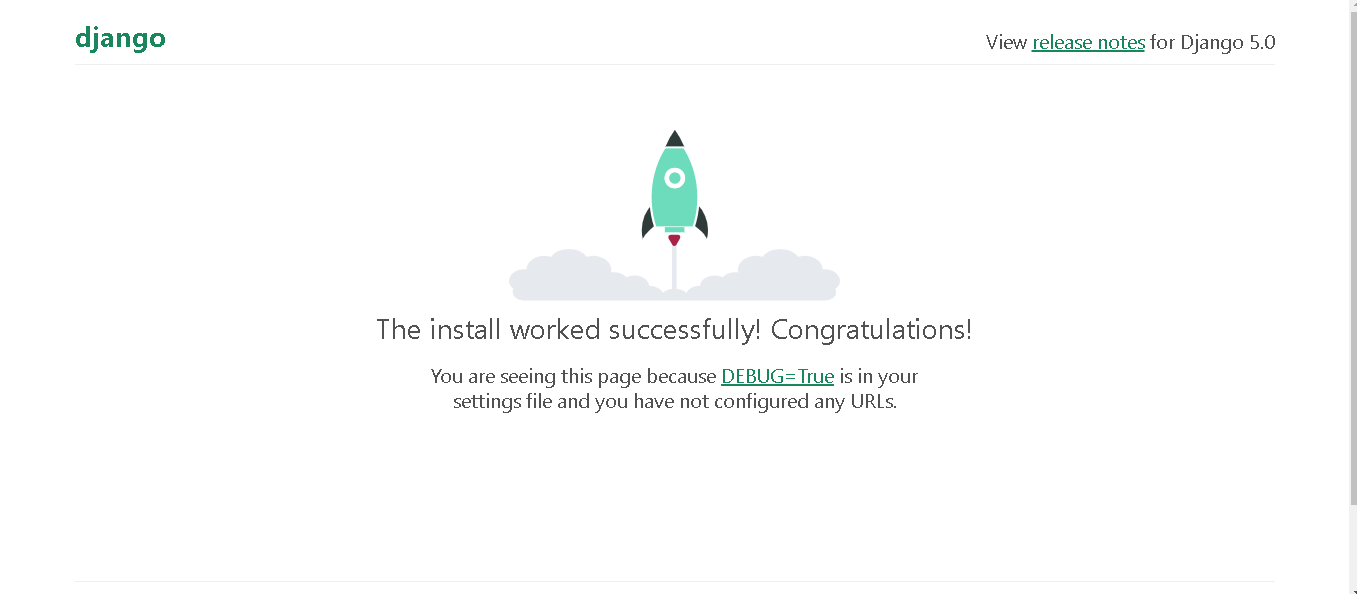 django
View release notes for Django 5.0
The install worked successfully! Congratulations!
You are seeing this page because DEBUG=True is in your
settings file and you have not configured any URLs.